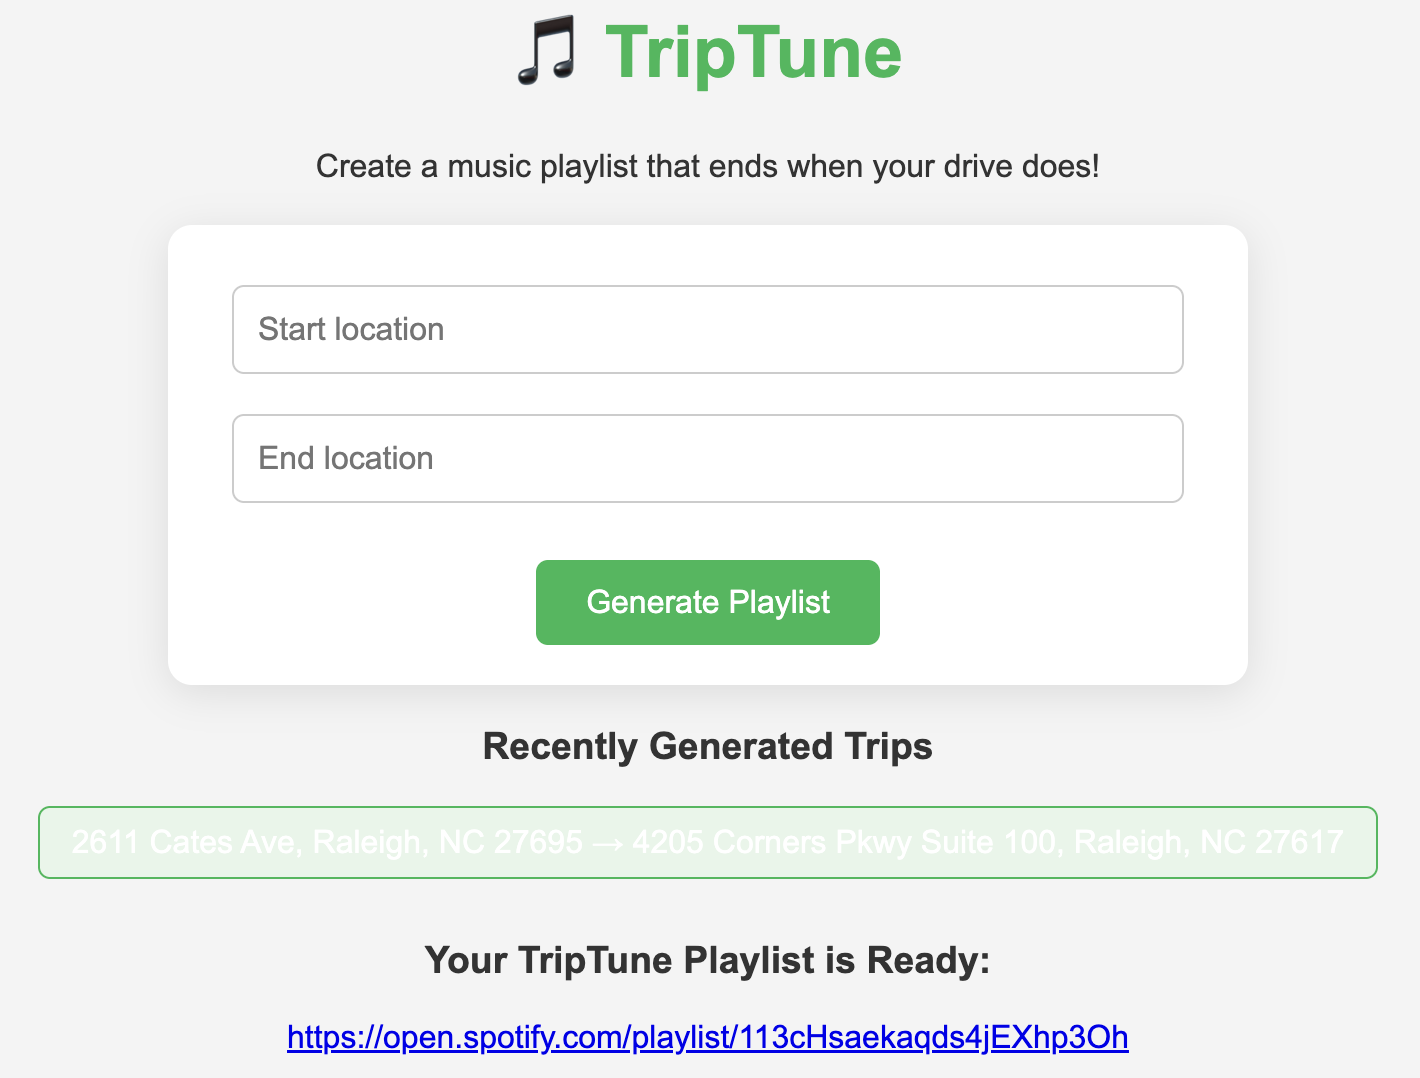 🎵 TripTune
Create a music playlist that ends when your drive does!
Start location
End location
Generate Playlist
Recently Generated Trips
2611 Cates Ave, Raleigh, NC 27695 → 4205 Corners Pkwy Suite 100, Raleigh, NC 27617
Your TripTune Playlist is Ready:
https://open.spotify.com/playlist/113cHsaekaqds4jEXhp3Oh